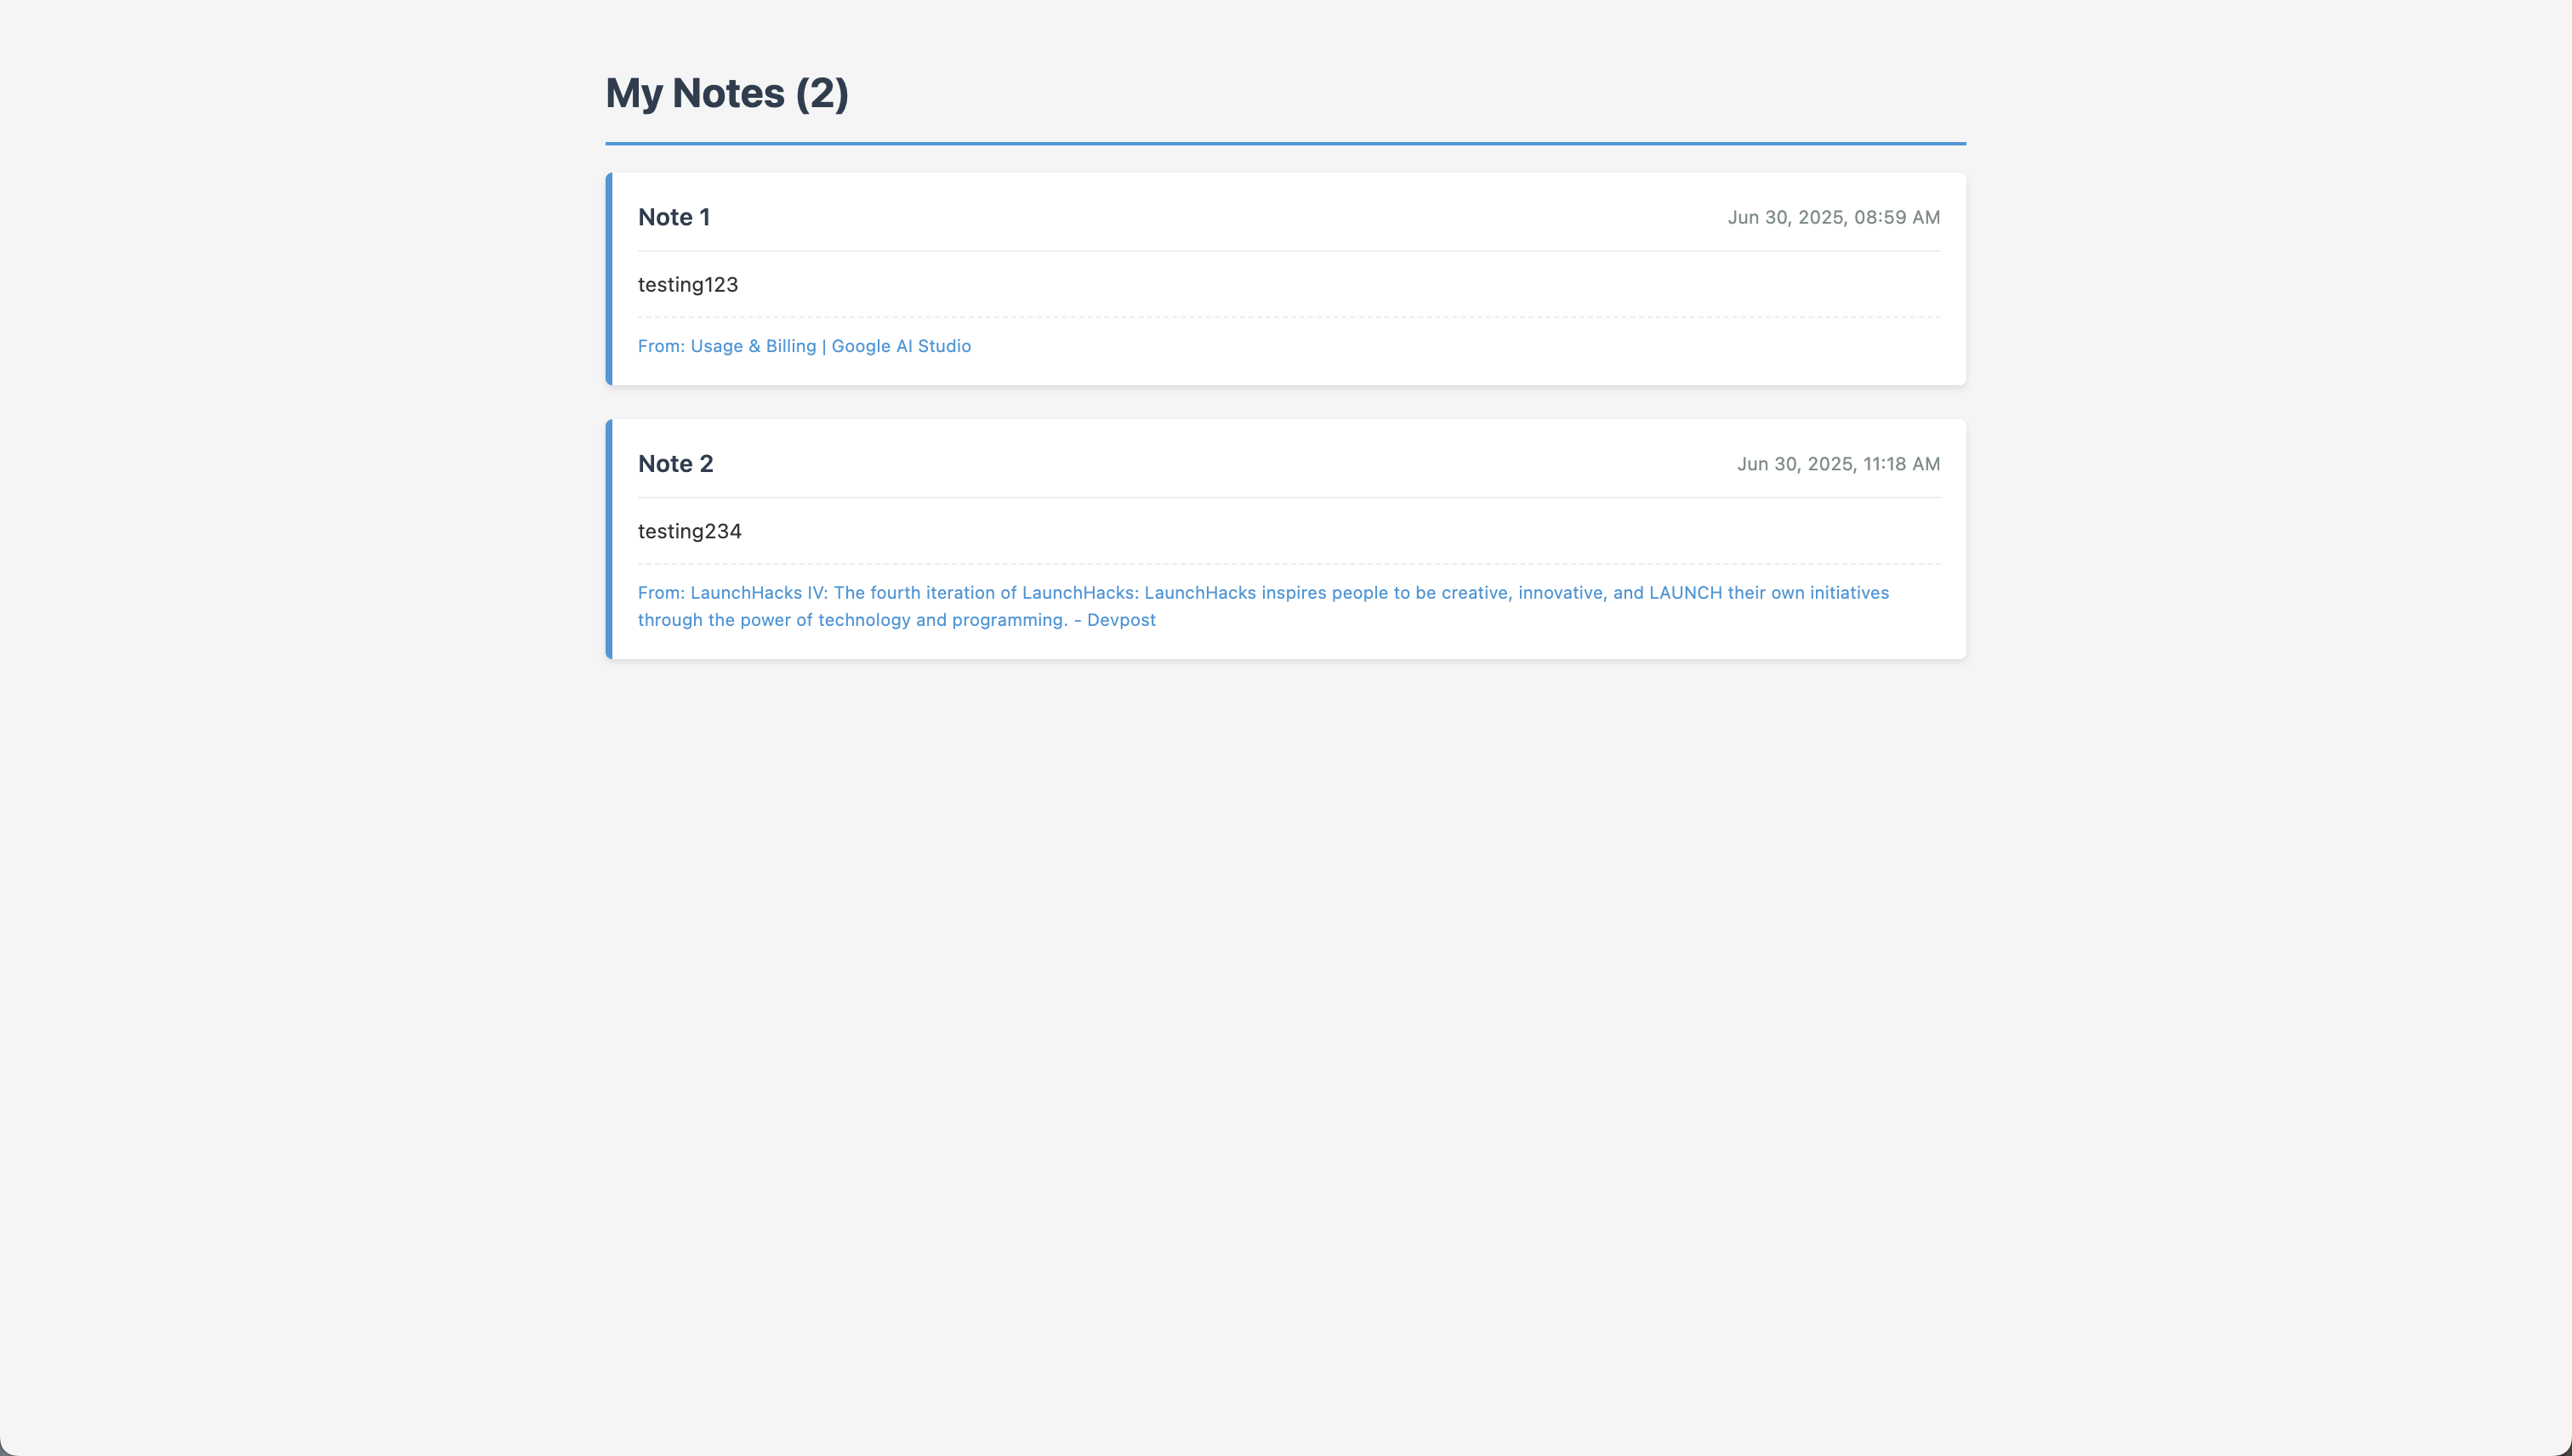 My Notes (2)
Note 1
Jun 30, 2025, 08:59 AM
testing123
From: Usage & Billing | Google AI Studio
Note 2
Jun 30, 2025, 11:18 AM
testing234
From: LaunchHacks IV: The fourth iteration of LaunchHacks: LaunchHacks inspires people to be creative, innovative, and LAUNCH their own initiatives
through the power of technology and programming. - Devpost